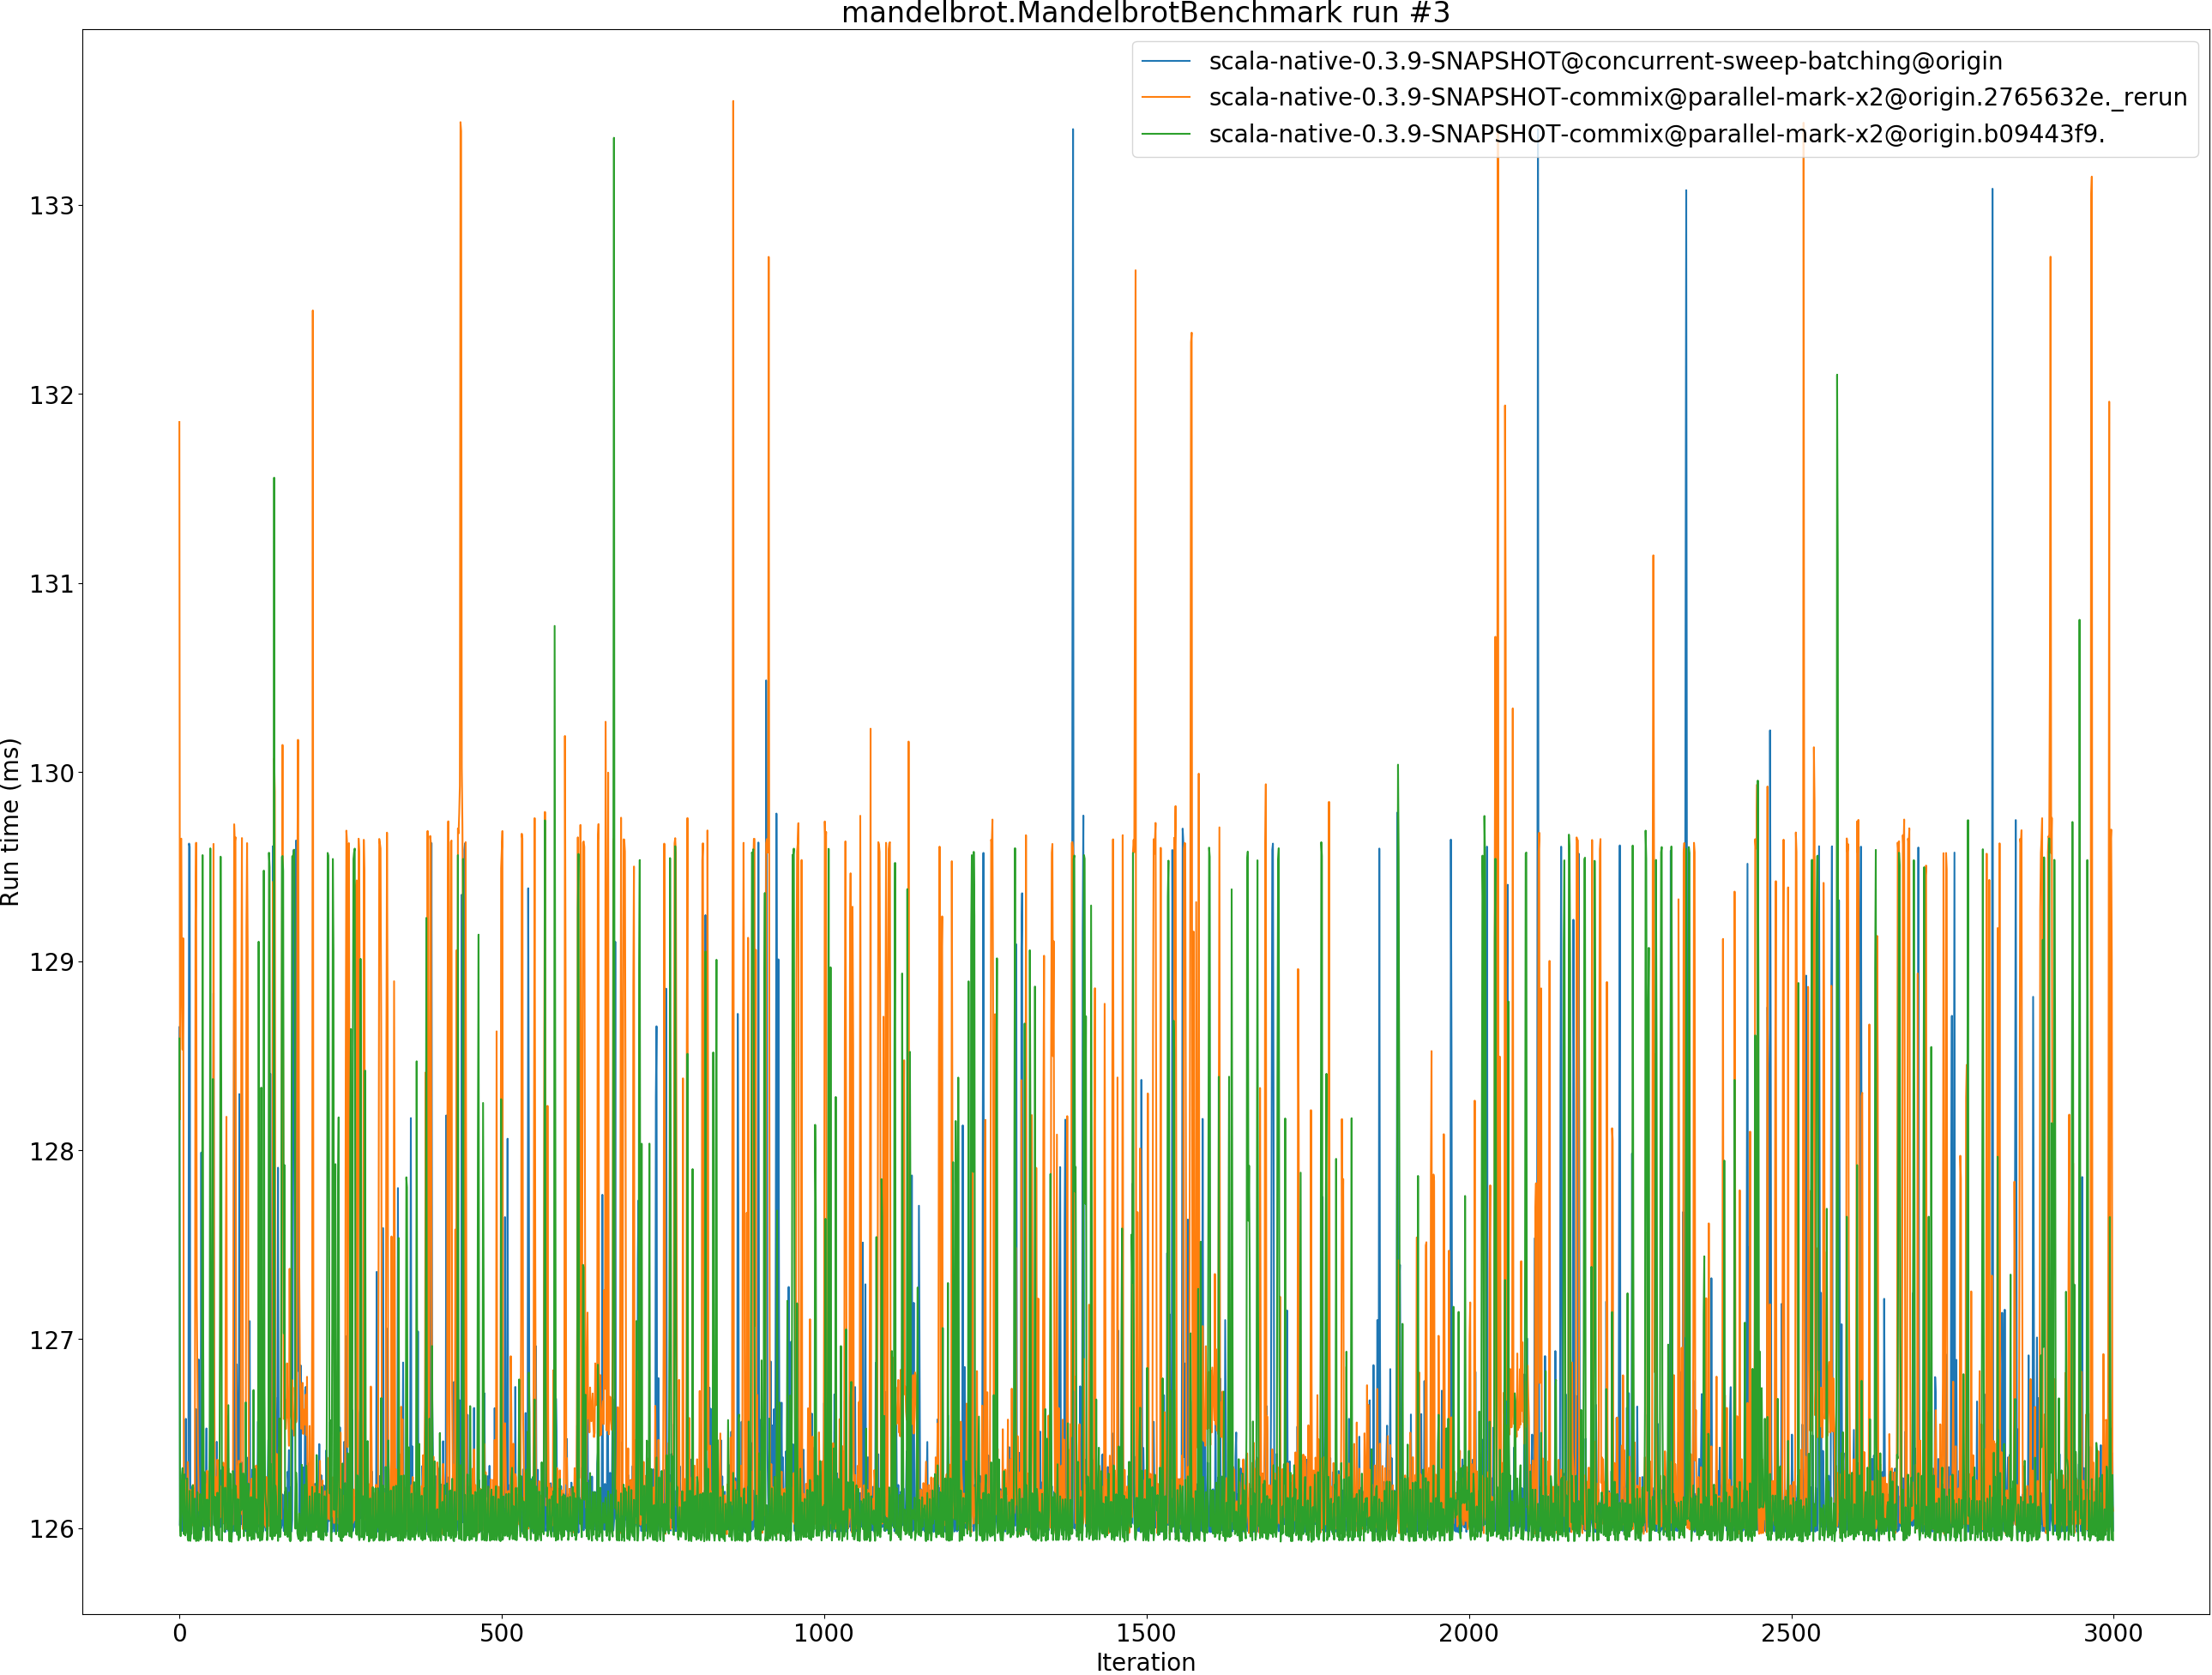 mandelbrot.MandelbrotBenchmark run #3
scala-native-0.3.9-SNAPSHOT@concurrent-sweep-batching@origin
scala-native-0.3.9-SNAPSHOT-commix@parallel-mark-x2@origin.2765632e._rerun
scala-native-0.3.9-SNAPSHOT-commix@parallel-mark-x2@origin.b09443f9.
133
132
131
130
129
128
127
126
Run time (ms)
0 500 1000 1500 2000 2500 3000
Iteration